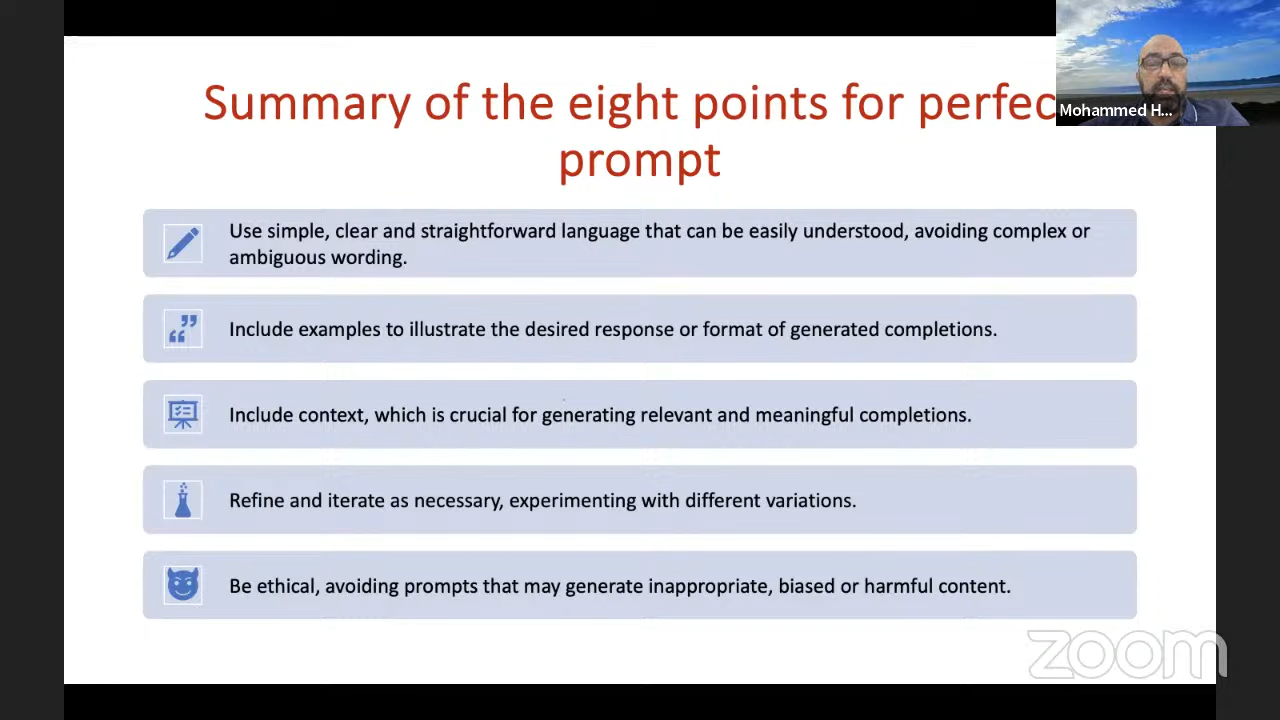 Summary of the eight points for perfec
prompt
Mohammed H...
Use simple, clear and straightforward language that can be easily understood, avoiding complex or
ambiguous wording.
Include examples to illustrate the desired response or format of generated completions.
Include context, which is crucial for generating relevant and meaningful completions.
Refine and iterate as necessary, experimenting with different variations.
Be ethical, avoiding prompts that may generate inappropriate, biased or harmful content.
zoom